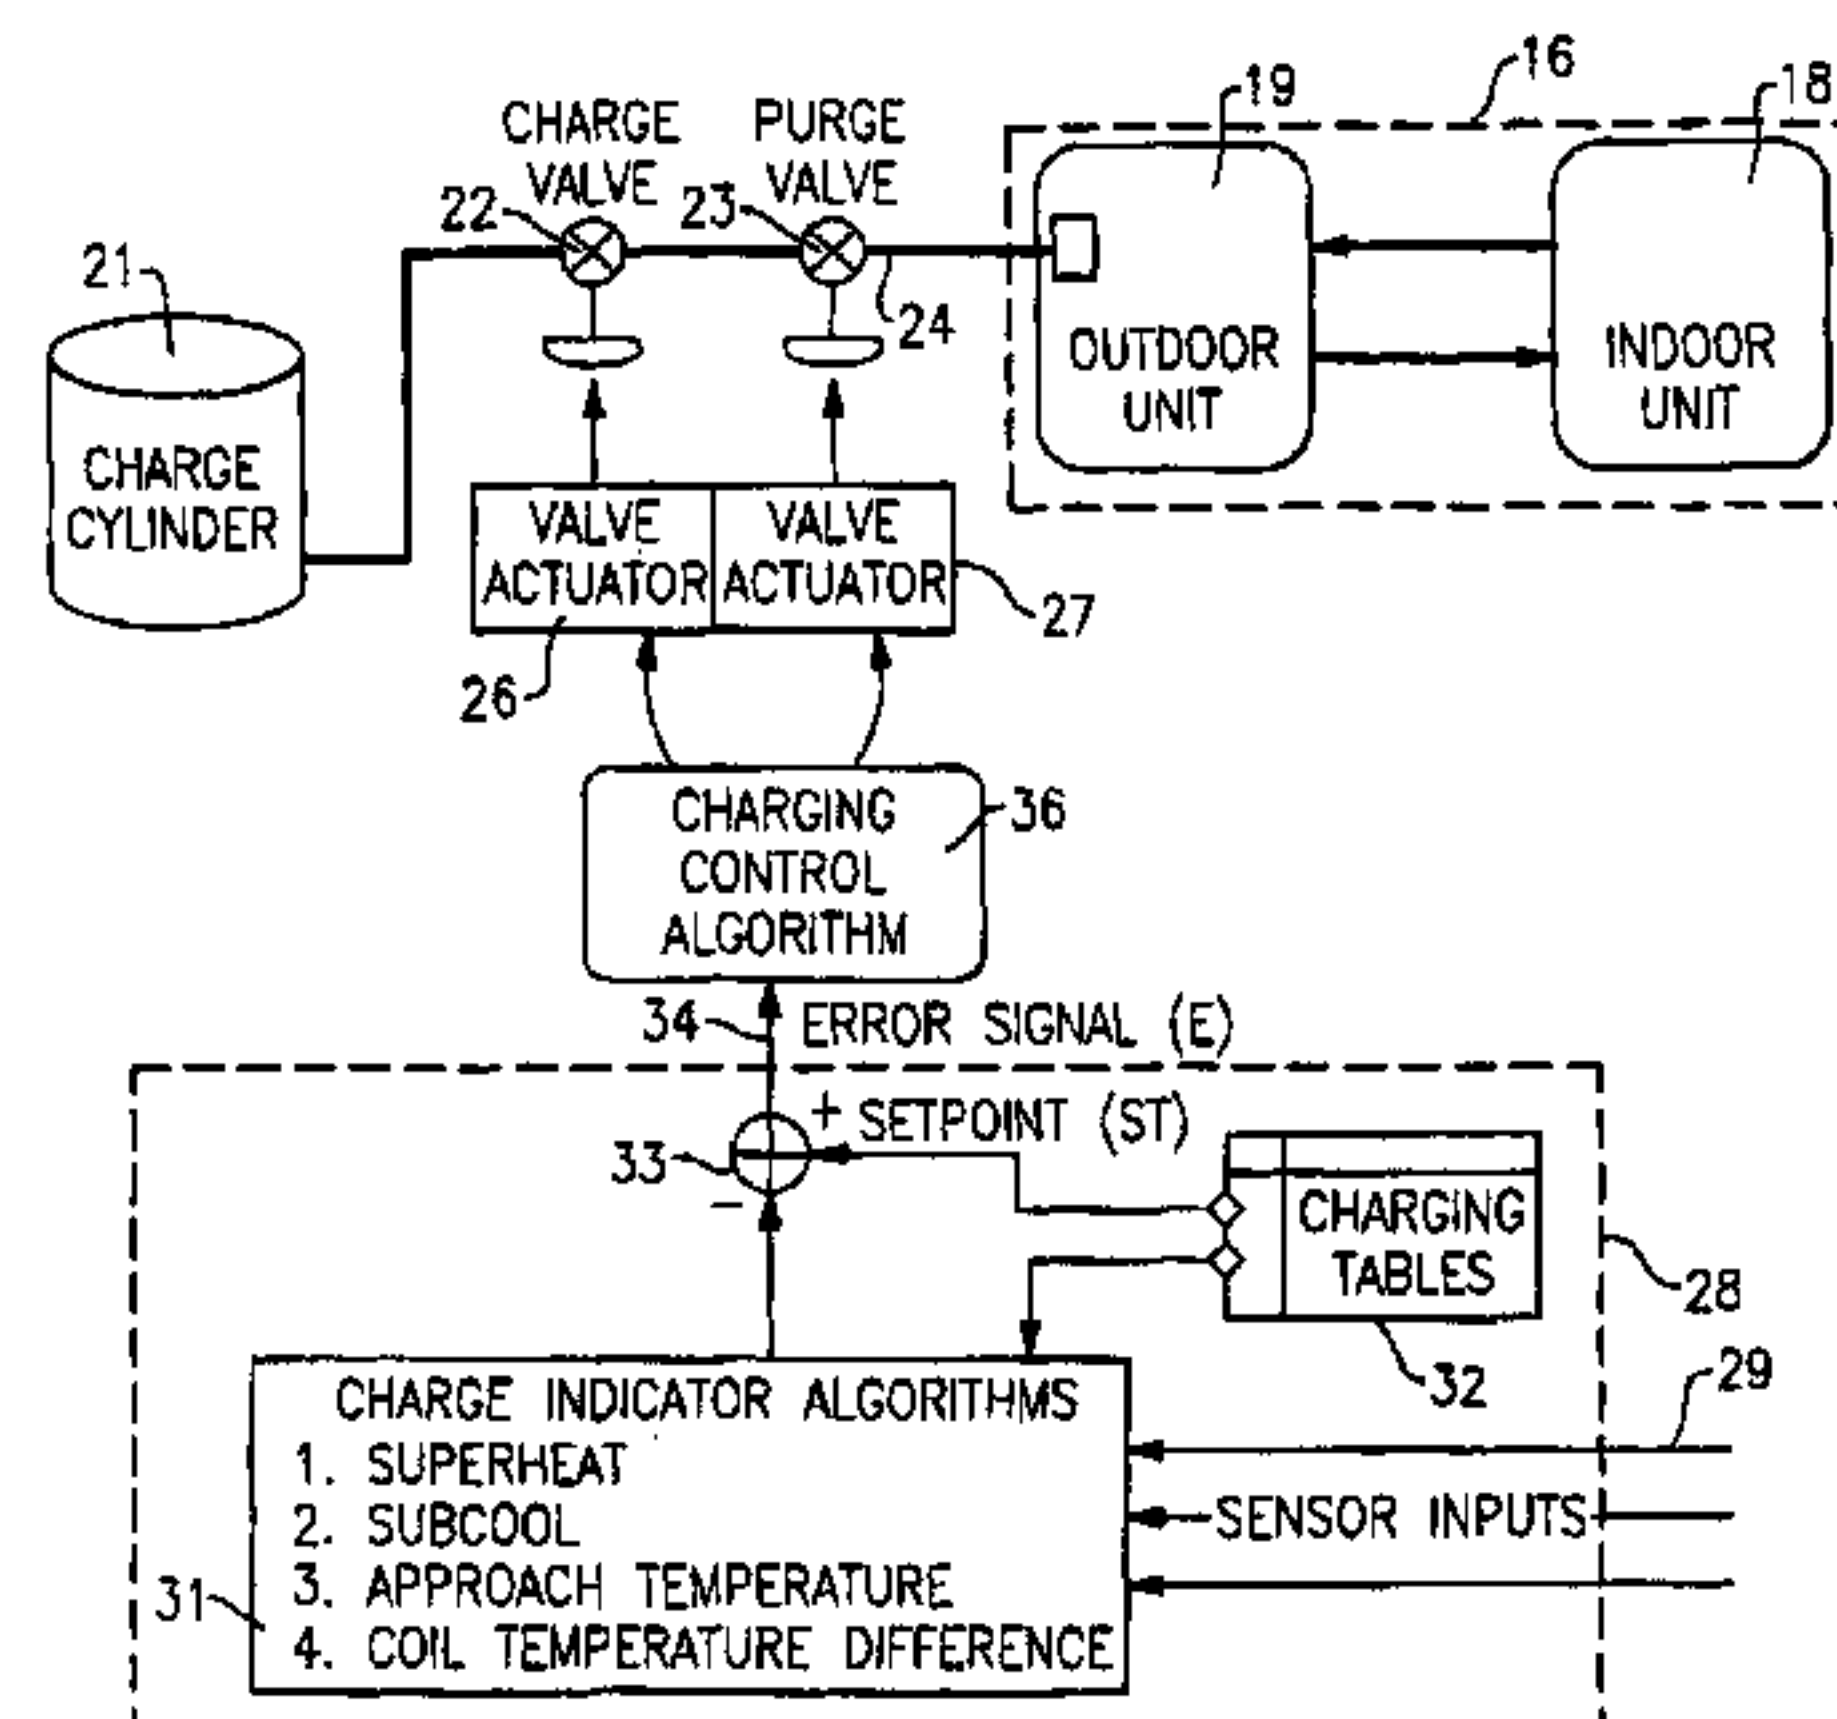 16
19
18
CHARGE
VALVE
PURGE
VALVE
22
23
21
24
OUTDOOR
UNIT
INDOOR
UNIT
CHARGE
CYLINDER
VALVE
ACTUATOR
VALVE
ACTUATOR
27
26
CHARGING
CONTROL
ALGORITHM
36
34
ERROR SIGNAL (E)
+ SETPOINT (ST)
33
−
CHARGING
TABLES
28
32
29
CHARGE INDICATOR ALGORITHMS
1. SUPERHEAT
2. SUBCOOL
3. APPROACH TEMPERATURE
4. COIL TEMPERATURE DIFFERENCE
SENSOR INPUTS
31